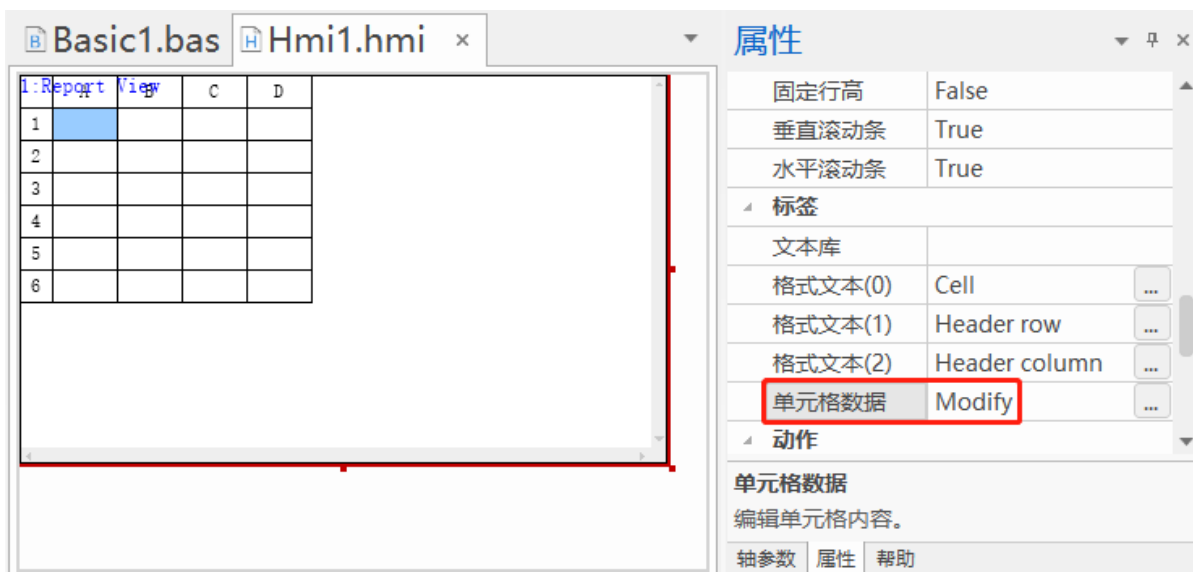 Basic1.bas Hmi1.hmi ×
1:Report View
A B C D
1
2
3
4
5
6
属性
固定行高 False
垂直滚动条 True
水平滚动条 True
标签
文本库
格式文本(0) Cell ...
格式文本(1) Header row ...
格式文本(2) Header column ...
单元格数据 Modify ...
动作
单元格数据
编辑单元格内容。
轴参数 属性 帮助